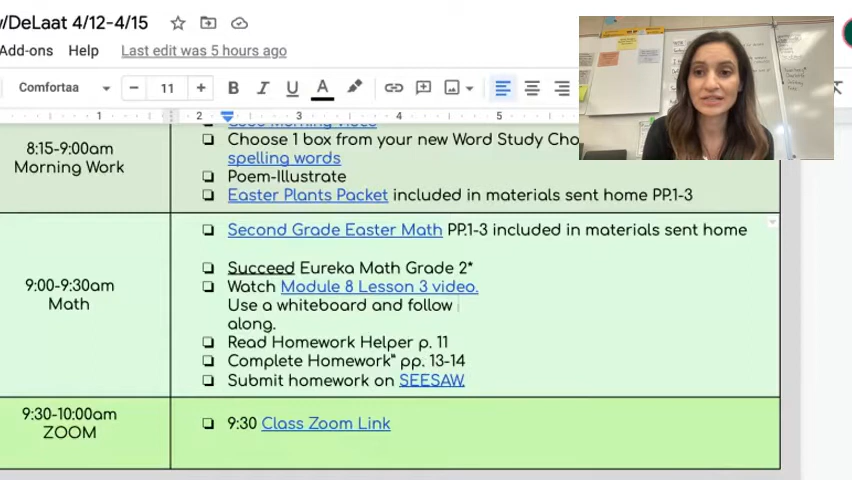 /DeLaat 4/12-4/15
Add-ons Help Last edit was 5 hours ago
Comfortaa - 11 + B I U A
1 2 3 4 5
8:15-9:00am
Morning Work
Choose 1 box from your new Word Study Cho
spelling words
Poem-Illustrate
Easter Plants Packet included in materials sent home PP.1-3
9:00-9:30am
Math
Second Grade Easter Math PP.1-3 included in materials sent home
Succeed Eureka Math Grade 2*
Watch Module 8 Lesson 3 video.
Use a whiteboard and follow
along.
Read Homework Helper p. 11
Complete Homework* pp. 13-14
Submit homework on SEESAW.
9:30-10:00am
ZOOM
9:30 Class Zoom Link